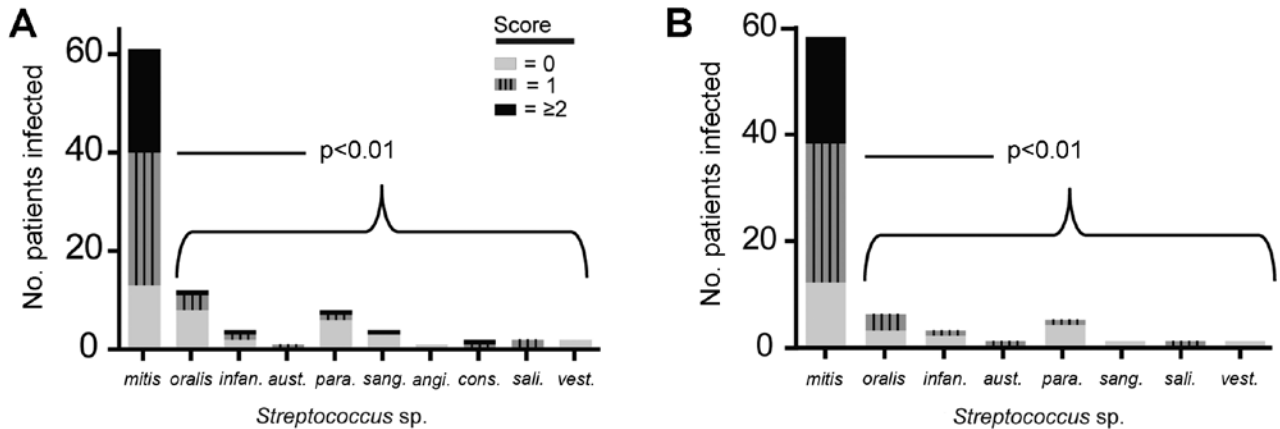 A
No. patients infected
60
40
20
0
Score
= 0
= 1
= ≥2
p<0.01
mitis oralis infan. aust. para. sang. angi. cons. sali. vest.
Streptococcus sp.
B
No. patients infected
60
40
20
0
p<0.01
mitis oralis infan. aust. para. sang. sali. vest.
Streptococcus sp.